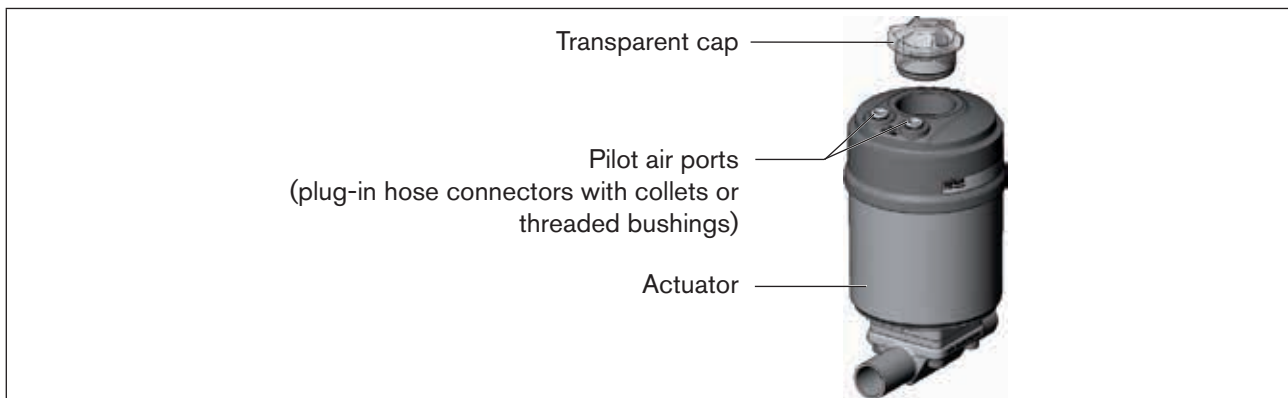 Transparent cap
Pilot air ports
(plug-in hose connectors with collets or
threaded bushings)
Actuator